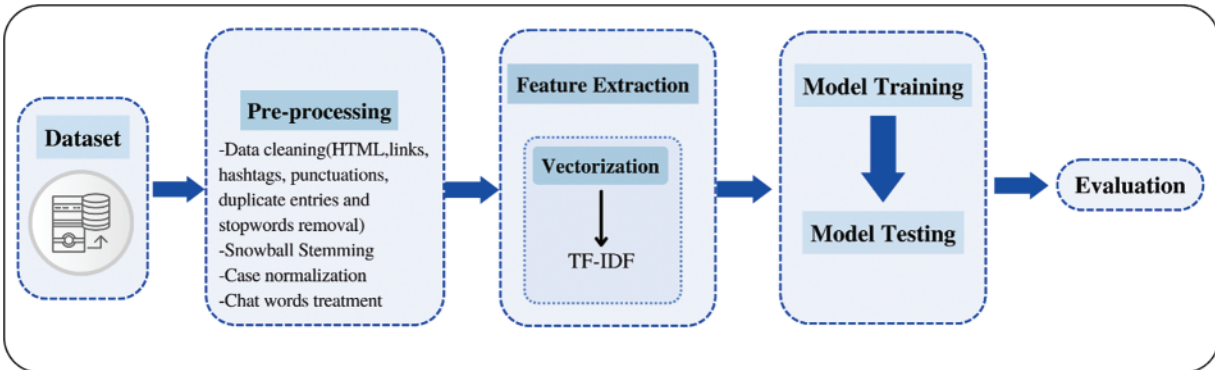 Dataset
Pre-processing
-Data cleaning(HTML,links,
hashtags, punctuations,
duplicate entries and
stopwords removal)
-Snowball Stemming
-Case normalization
-Chat words treatment
Feature Extraction
Vectorization
TF-IDF
Model Training
Model Testing
Evaluation